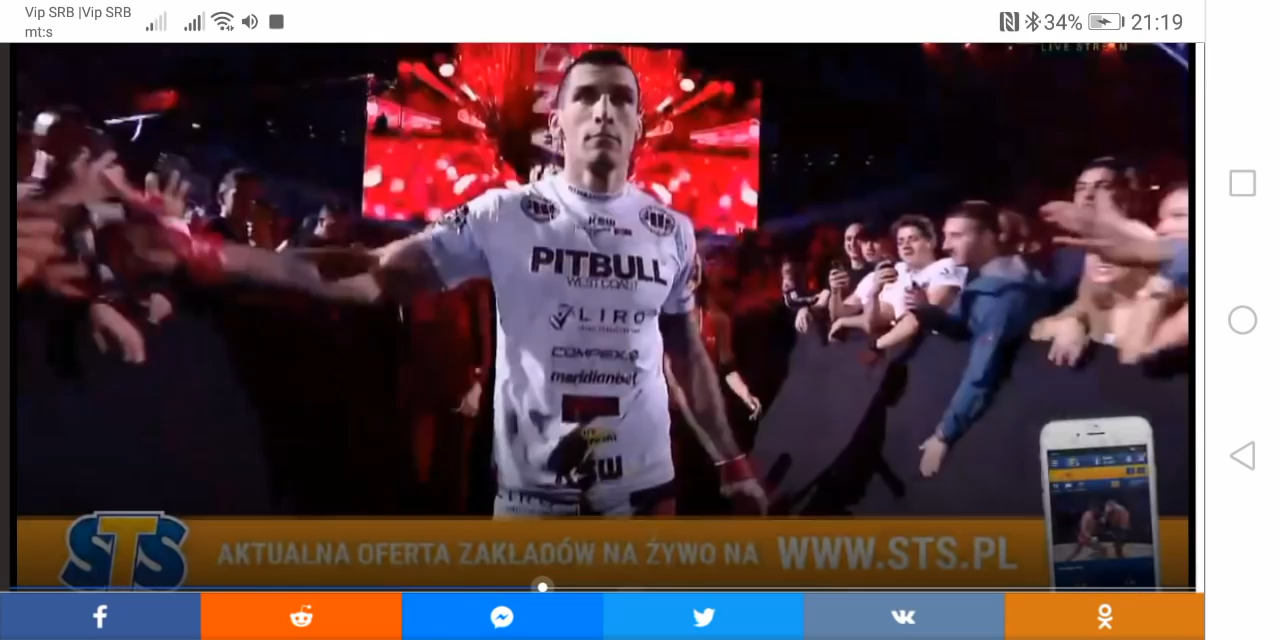 Vip SRB |Vip SRB
mt:s
34% 21:19
LIVE STREAM
KSW
PITBULL
WEST COAST
LIRO
COMPEX
meridianbet
KSW
STS
AKTUALNA OFERTA ZAKŁADÓW NA ŻYWO NA WWW.STS.PL